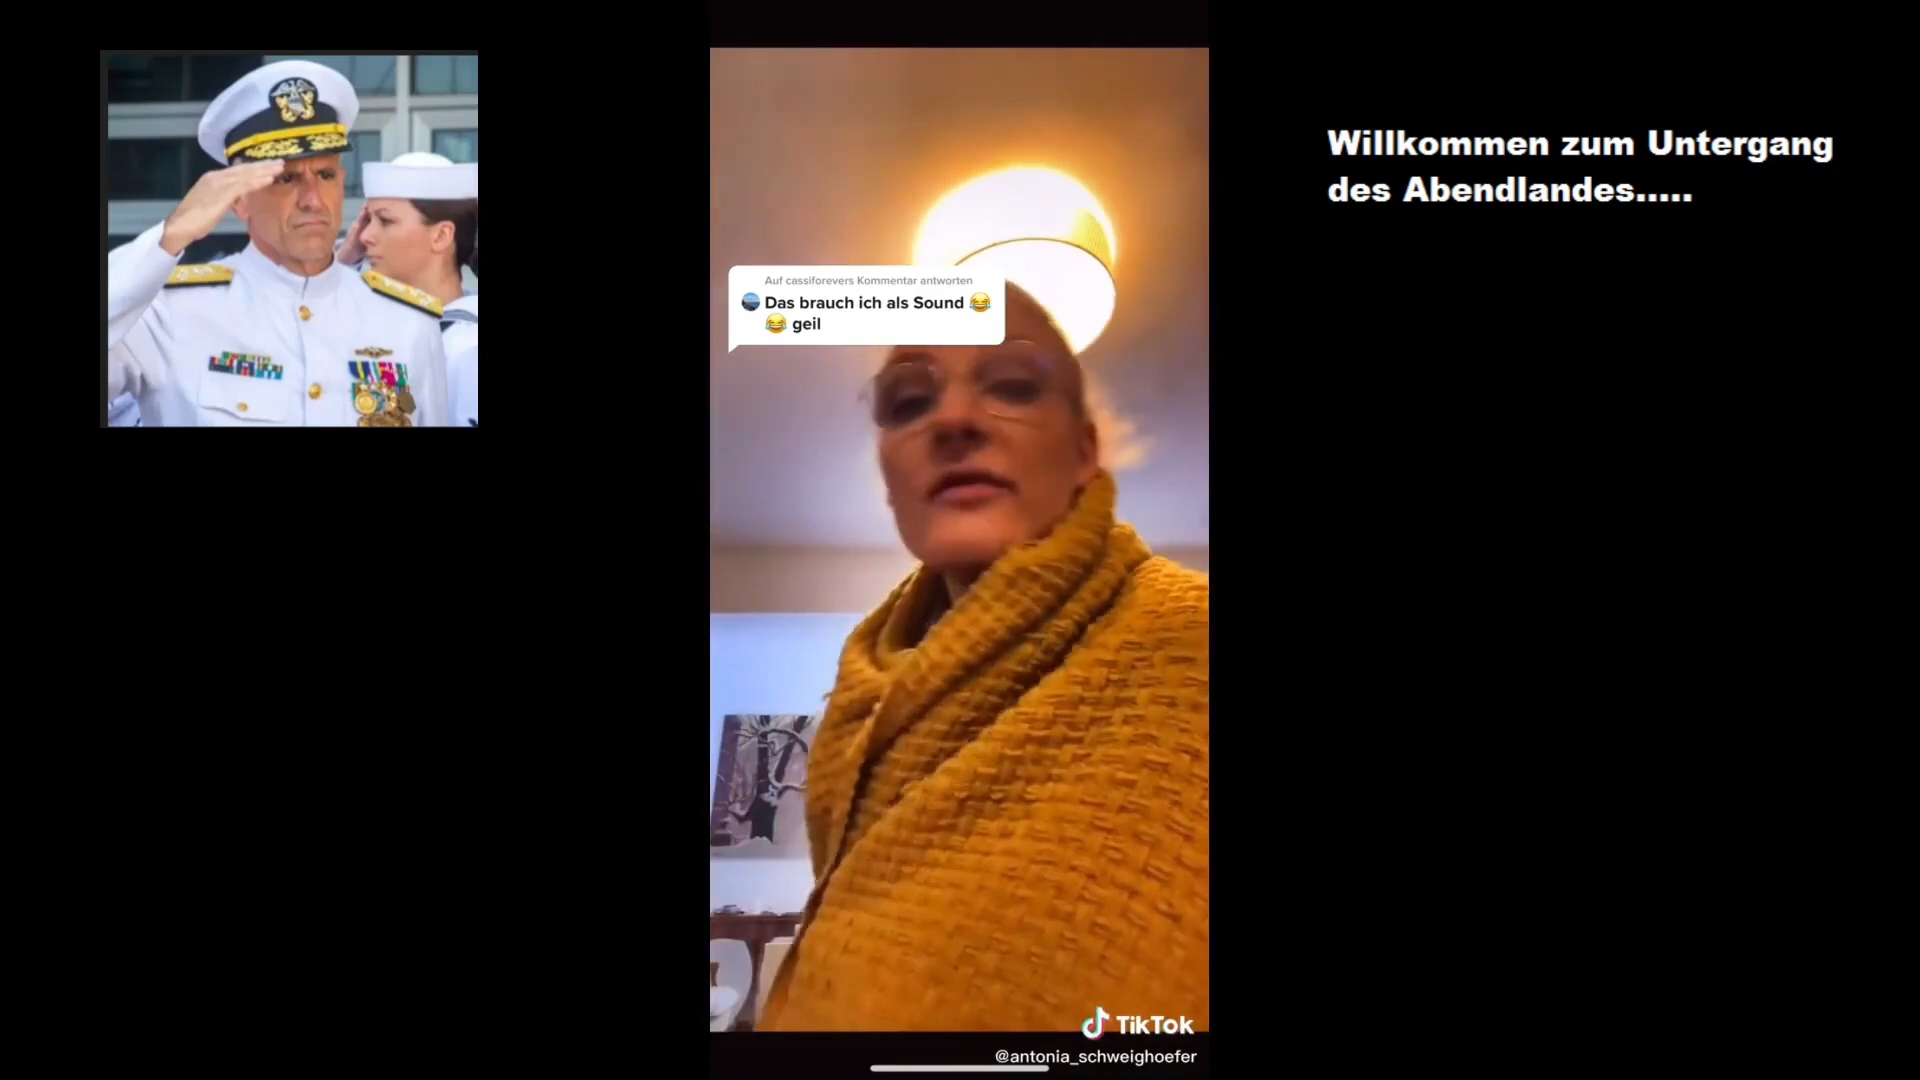 Willkommen zum Untergang
des Abendlandes.....
Auf cassiforevers Kommentar antworten
Das brauch ich als Sound 😂
😂 geil
TikTok
@antonia_schweighoefer